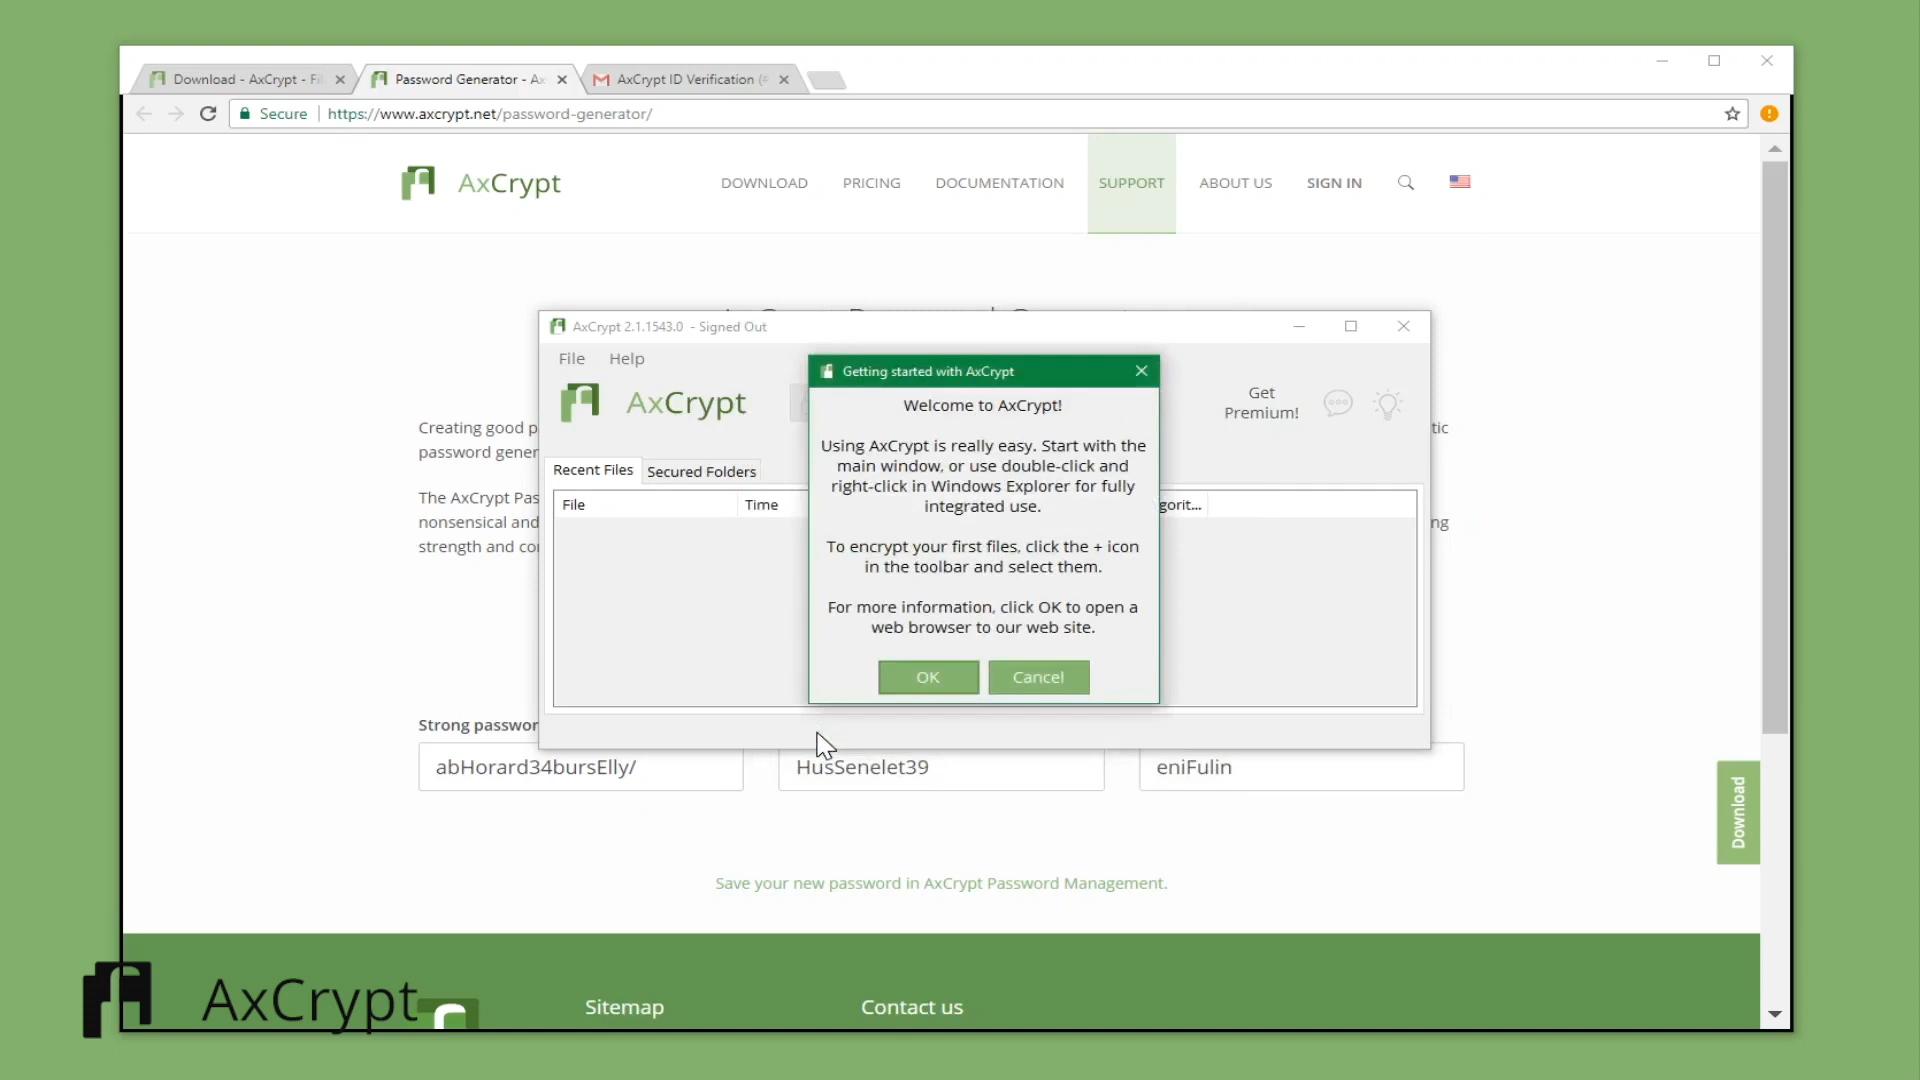 Download - AxCrypt - Fi
Password Generator - Ax
AxCrypt ID Verification (
Secure
https://www.axcrypt.net/password-generator/
AxCrypt
DOWNLOAD
PRICING
DOCUMENTATION
SUPPORT
ABOUT US
SIGN IN
AxCrypt 2.1.1543.0 - Signed Out
File
Help
AxCrypt
Get
Premium!
Getting started with AxCrypt
Welcome to AxCrypt!
Using AxCrypt is really easy. Start with the
main window, or use double-click and
right-click in Windows Explorer for fully
integrated use.
To encrypt your first files, click the + icon
in the toolbar and select them.
For more information, click OK to open a
web browser to our web site.
OK
Cancel
Recent Files
Secured Folders
File
Time
gorit...
Creating good p
tic
password gener
The AxCrypt Pas
nonsensical and
ng
strength and co
Strong passwor
abHorard34bursElly/
HusSenelet39
eniFulin
Save your new password in AxCrypt Password Management.
Download
AxCrypt
Sitemap
Contact us